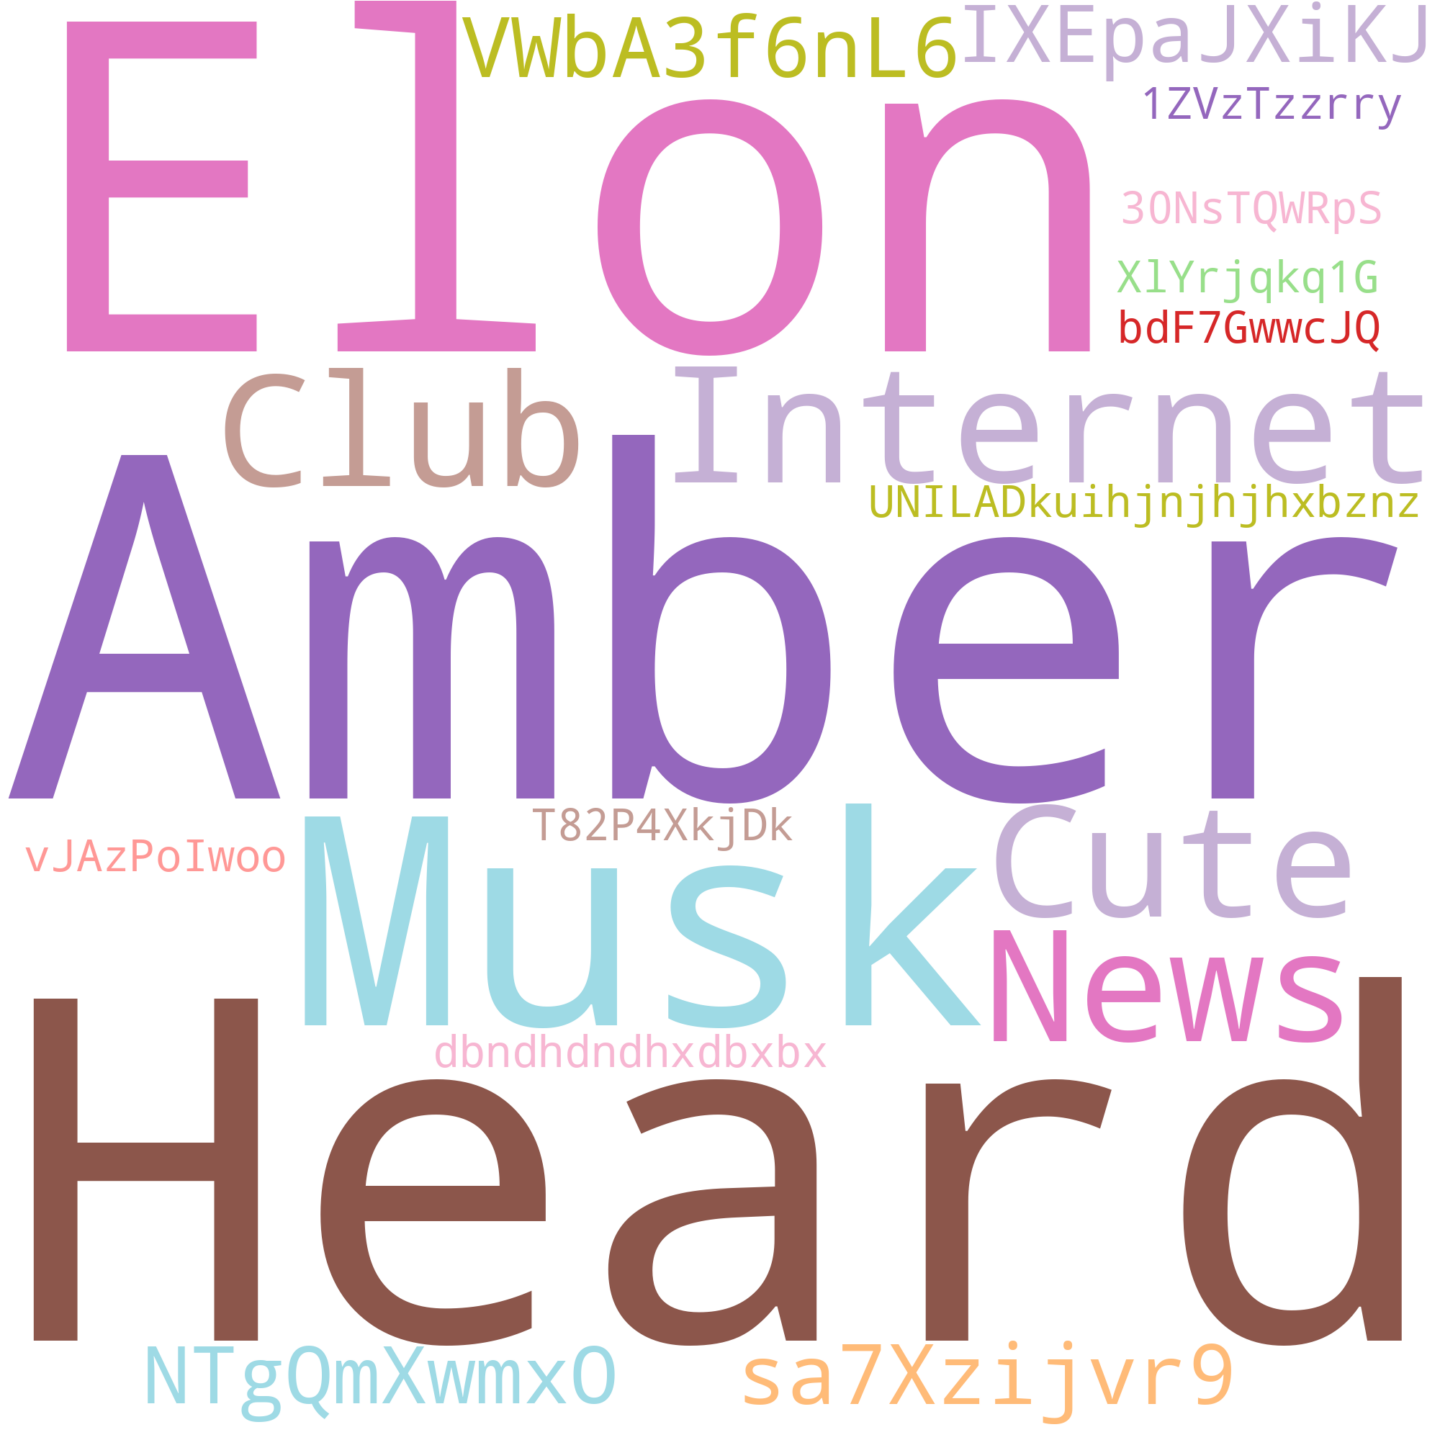 VWbA3f6nL6
IXEpaJXiKJ
Elon
1ZVzTzzrry
30NsTQWRpS
XlYrjqkq1G
bdF7GwwcJQ
Club
Internet
UNILADkuihjnjhjhxbznz
Amber
T82P4XkjDk
vJAzPoIwoo
Musk
Cute
News
dbndhdndhxdbxbx
Heard
NTgQmXwmxO
sa7Xzijvr9